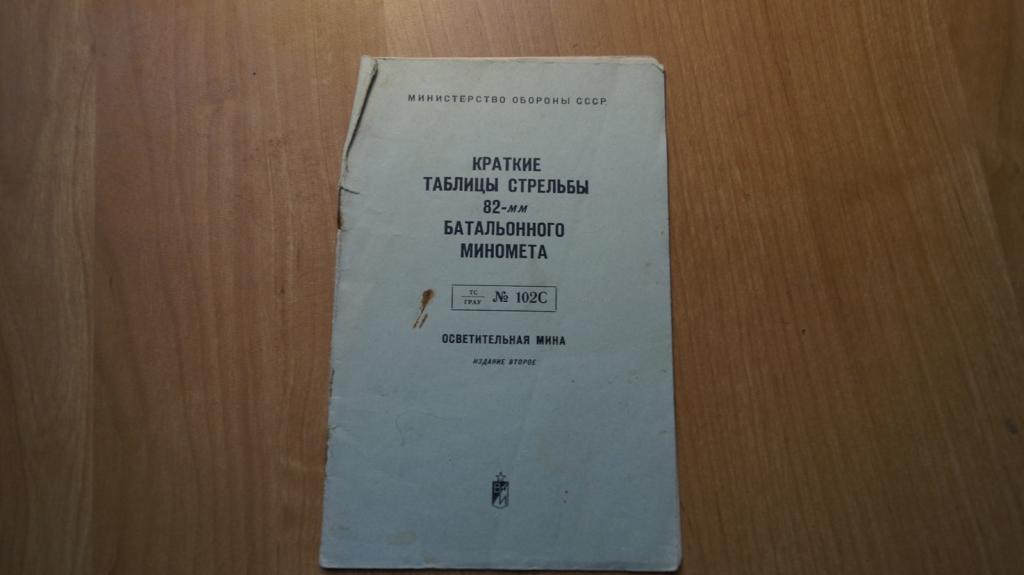 МИНИСТЕРСТВО ОБОРОНЫ СССР
КРАТКИЕ
ТАБЛИЦЫ СТРЕЛЬБЫ
82-мм
БАТАЛЬОННОГО
МИНОМЕТА
ТС
ГРАУ № 102С
ОСВЕТИТЕЛЬНАЯ МИНА
ИЗДАНИЕ ВТОРОЕ